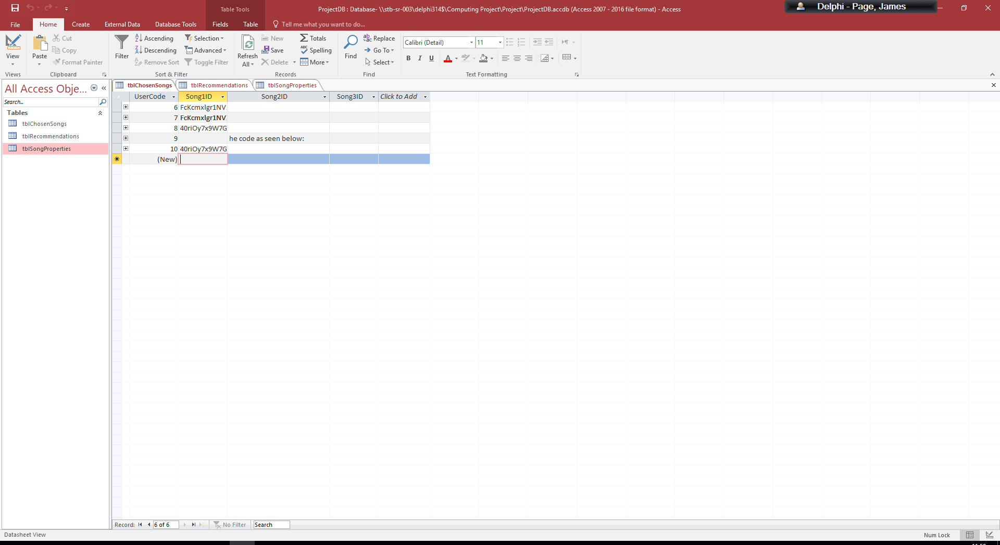 Table Tools
ProjectDB : Database- \\stb-sr-003\delphi314$\Computing Project\Project\ProjectDB.accdb (Access 2007 - 2016 file format) - Access
Delphi - Page, James
File Home Create External Data Database Tools Fields Table Tell me what you want to do...
View
Views
Paste
Cut
Copy
Format Painter
Clipboard
Filter
Ascending
Descending
Remove Sort
Selection
Advanced
Toggle Filter
Sort & Filter
Refresh
All
New
Save
Delete
Totals
Spelling
More
Records
Find
Replace
Go To
Select
Find
Calibri (Detail) 11
B I U A
Text Formatting
All Access Obje...
Search...
Tables
tblChosenSongs
tblRecommendations
tblSongProperties
tblChosenSongs tblRecommendations tblSongProperties
UserCode Song1ID Song2ID Song3ID Click to Add
6 FcKcmxlgr1NV
7 FcKcmxlgr1NV
8 40riOy7x9W7G
9 he code as seen below:
10 40riOy7x9W7G
(New)
Record: 6 of 6 No Filter Search
Datasheet View Num Lock